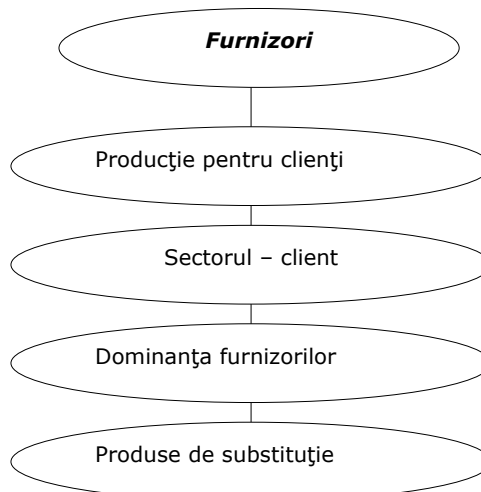 Furnizori
Producţie pentru clienţi
Sectorul – client
Dominanţa furnizorilor
Produse de substituţie